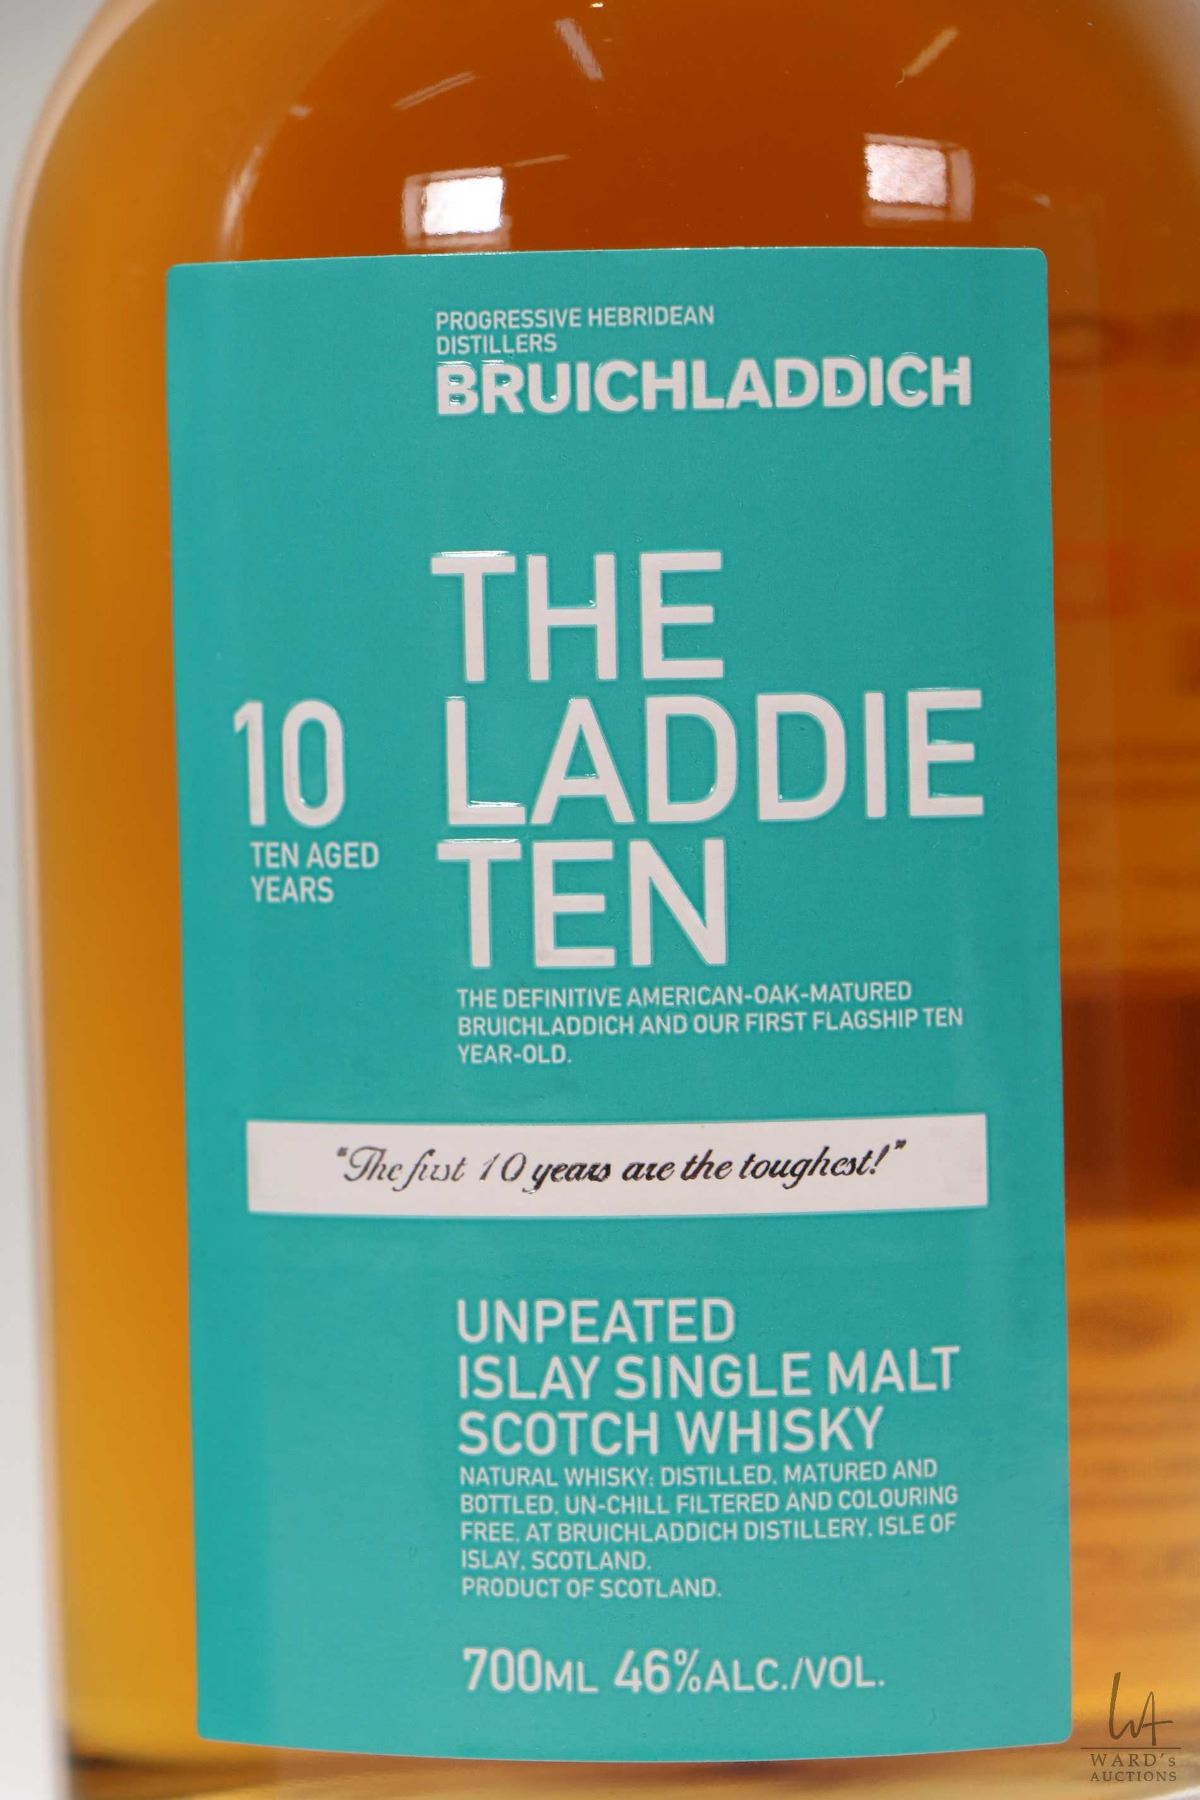 PROGRESSIVE HEBRIDEAN
DISTILLERS
BRUICHLADDICH
THE
LADDIE
TEN
10
TEN AGED
YEARS
THE DEFINITIVE AMERICAN-OAK-MATURED
BRUICHLADDICH AND OUR FIRST FLAGSHIP TEN
YEAR-OLD.
"The first 10 years are the toughest!"
UNPEATED
ISLAY SINGLE MALT
SCOTCH WHISKY
NATURAL WHISKY: DISTILLED, MATURED AND
BOTTLED, UN-CHILL FILTERED AND COLOURING
FREE, AT BRUICHLADDICH DISTILLERY, ISLE OF
ISLAY, SCOTLAND.
PRODUCT OF SCOTLAND.
700ML 46%ALC./VOL.
WA
WARD's
AUCTIONS